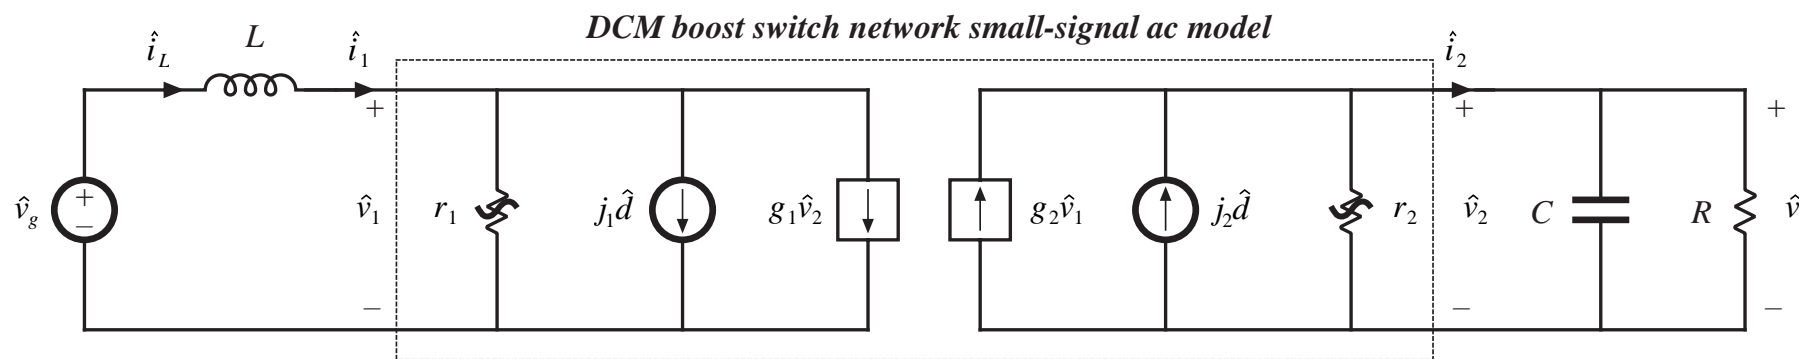 DCM boost switch network small-signal ac model
î_L L î_1 î_2
+ + +
+
v̂_g v̂_1 r_1 j_1d̂ g_1v̂_2 g_2v̂_1 j_2d̂ r_2 v̂_2 C R v̂
−
− − −